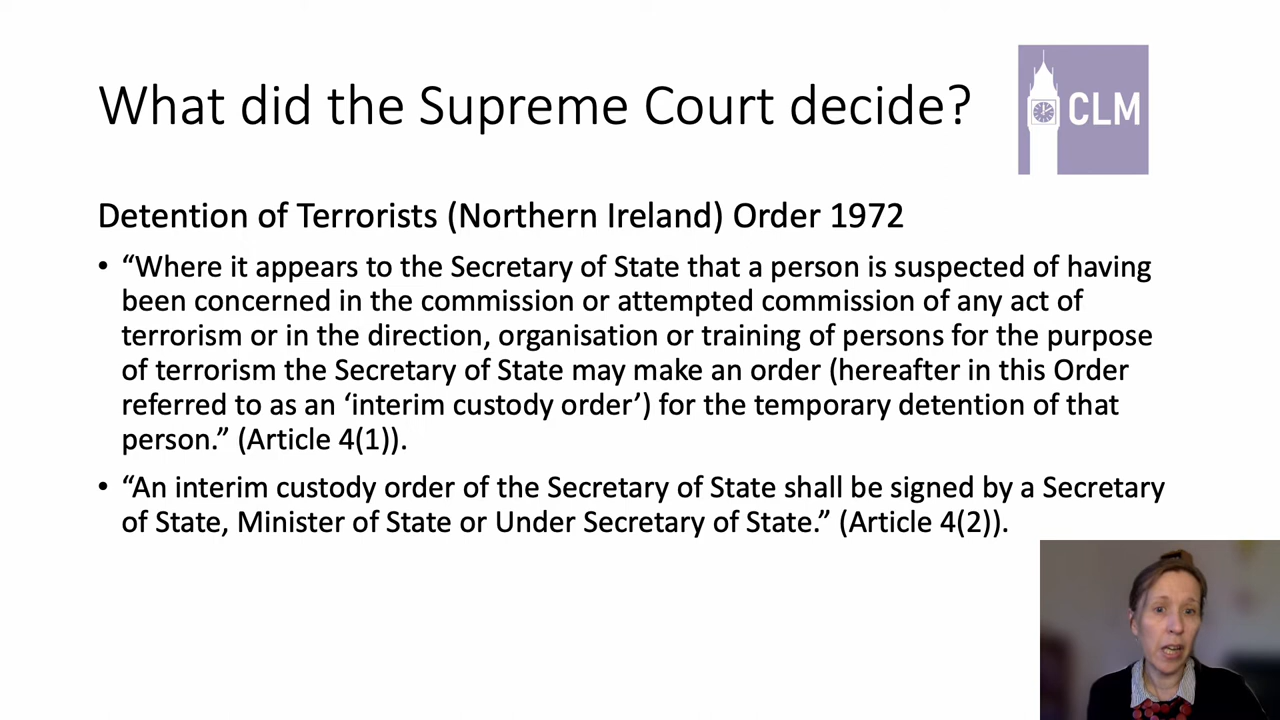 What did the Supreme Court decide?
CLM
Detention of Terrorists (Northern Ireland) Order 1972
• “Where it appears to the Secretary of State that a person is suspected of having
been concerned in the commission or attempted commission of any act of
terrorism or in the direction, organisation or training of persons for the purpose
of terrorism the Secretary of State may make an order (hereafter in this Order
referred to as an ‘interim custody order’) for the temporary detention of that
person.” (Article 4(1)).
• “An interim custody order of the Secretary of State shall be signed by a Secretary
of State, Minister of State or Under Secretary of State.” (Article 4(2)).